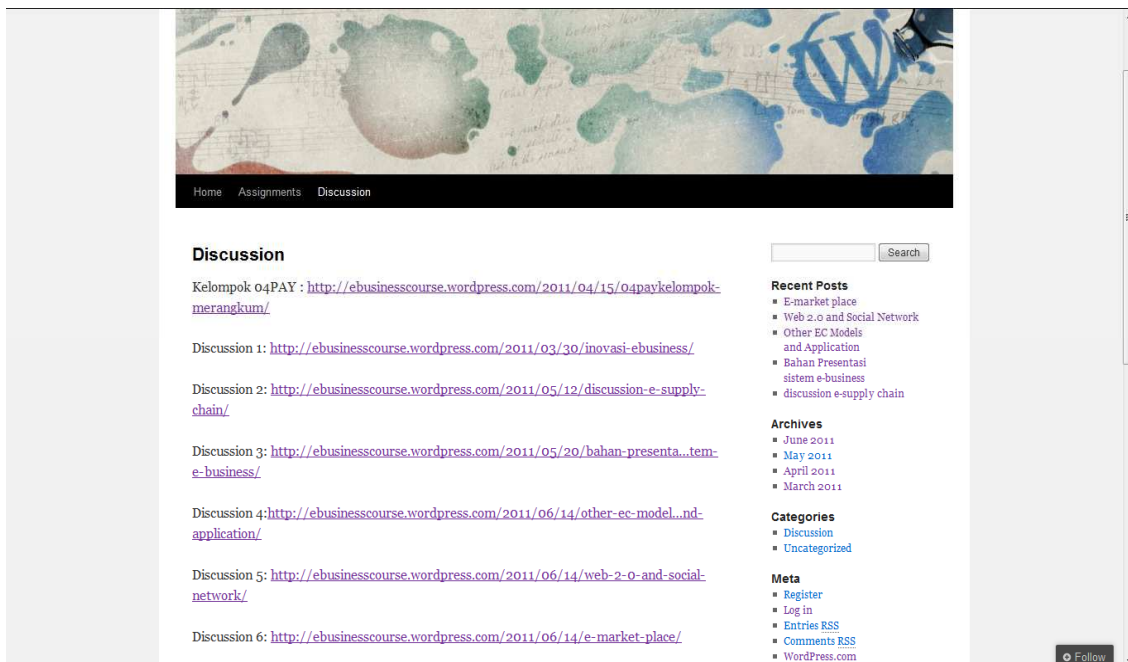 Home Assignments Discussion
Discussion
Kelompok 04PAY : http://ebusinesscourse.wordpress.com/2011/04/15/04paykelompok-
merangkum/
Discussion 1: http://ebusinesscourse.wordpress.com/2011/03/30/inovasi-ebusiness/
Discussion 2: http://ebusinesscourse.wordpress.com/2011/05/12/discussion-e-supply-
chain/
Discussion 3: http://ebusinesscourse.wordpress.com/2011/05/20/bahan-presenta...tem-
e-business/
Discussion 4:http://ebusinesscourse.wordpress.com/2011/06/14/other-ec-model...nd-
application/
Discussion 5: http://ebusinesscourse.wordpress.com/2011/06/14/web-2-0-and-social-
network/
Discussion 6: http://ebusinesscourse.wordpress.com/2011/06/14/e-market-place/
Search
Recent Posts
E-market place
Web 2.0 and Social Network
Other EC Models
and Application
Bahan Presentasi
sistem e-business
discussion e-supply chain
Archives
June 2011
May 2011
April 2011
March 2011
Categories
Discussion
Uncategorized
Meta
Register
Log in
Entries RSS
Comments RSS
WordPress.com
Follow